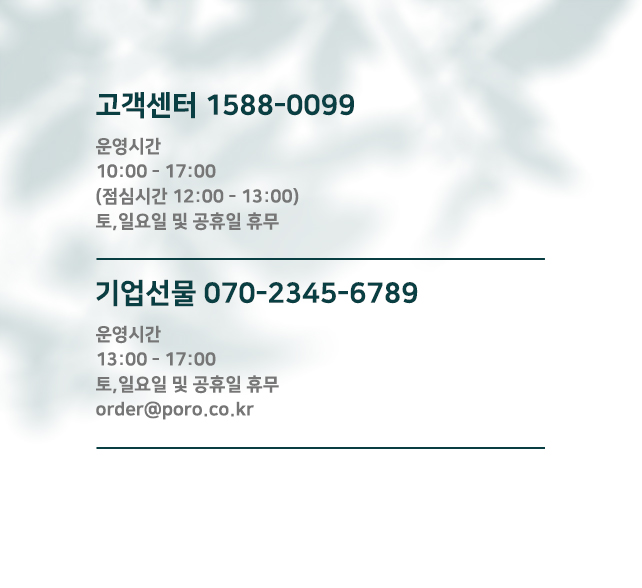 고객센터 1588-0099
운영시간
10:00 - 17:00
(점심시간 12:00 - 13:00)
토,일요일 및 공휴일 휴무
기업선물 070-2345-6789
운영시간
13:00 - 17:00
토,일요일 및 공휴일 휴무
order@poro.co.kr